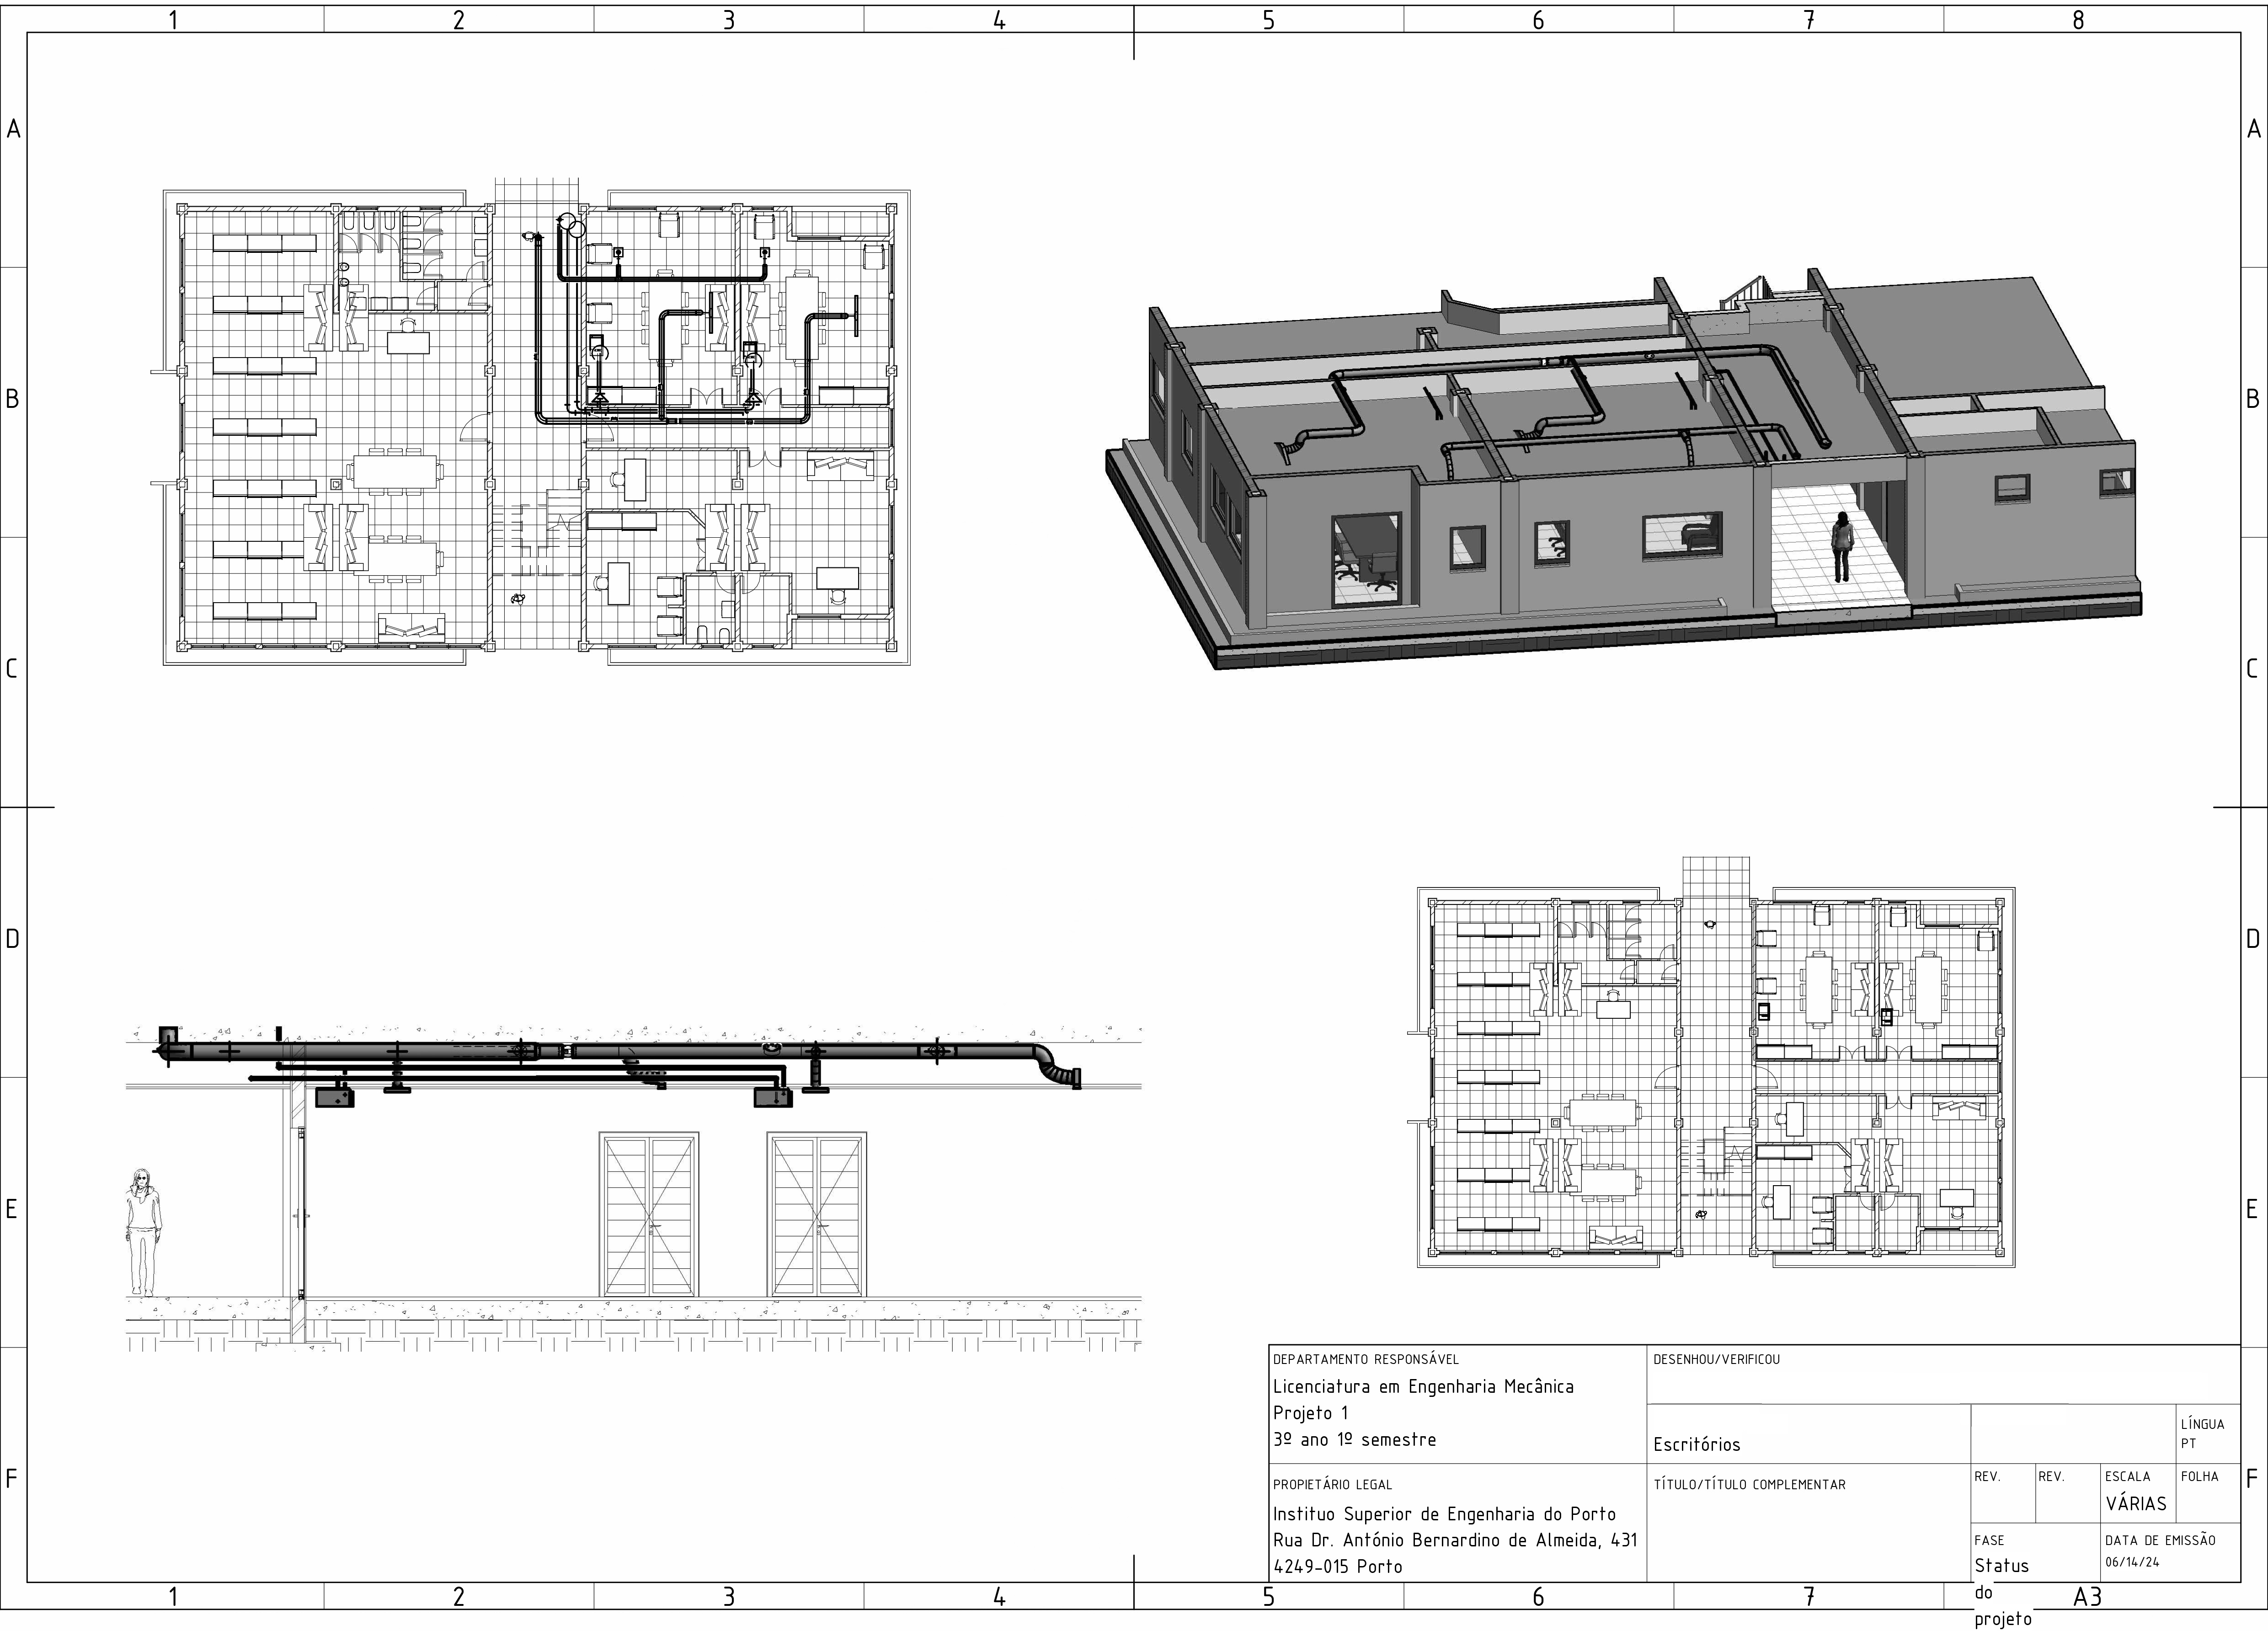 1 2 3 4 5 6 7 8
A A
B B
C C
D D
E E
F F
DEPARTAMENTO RESPONSÁVEL
Licenciatura em Engenharia Mecânica
Projeto 1
3º ano 1º semestre
DESENHOU/VERIFICOU
Escritórios
LÍNGUA
PT
PROPIETÁRIO LEGAL
Instituo Superior de Engenharia do Porto
Rua Dr. António Bernardino de Almeida, 431
4249-015 Porto
TÍTULO/TÍTULO COMPLEMENTAR
REV. REV. ESCALA FOLHA
VÁRIAS
FASE DATA DE EMISSÃO
Status 06/14/24
do
projeto
1 2 3 4 5 6 7 A3